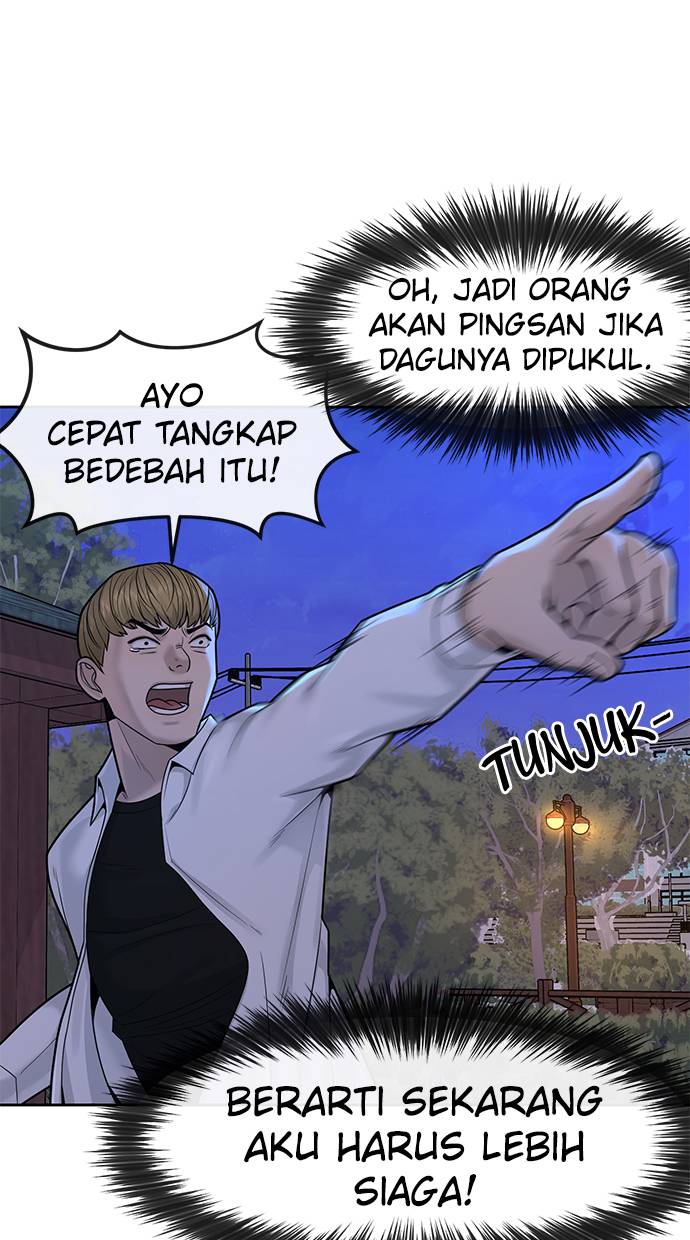 OH, JADI ORANG
AKAN PINGSAN JIKA
DAGUNYA DIPUKUL.
AYO
CEPAT TANGKAP
BEDEBAH ITU!
TUNJUK-
BERARTI SEKARANG
AKU HARUS LEBIH
SIAGA!